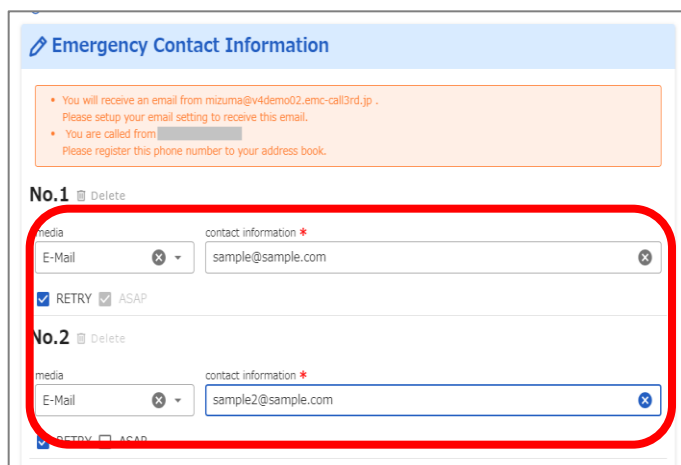 Emergency Contact Information
• You will receive an email from mizuma@v4demo02.emc-call3rd.jp .
Please setup your email setting to receive this email.
• You are called from
Please register this phone number to your address book.
No.1 Delete
media contact information *
E-Mail sample@sample.com
RETRY ASAP
No.2 Delete
media contact information *
E-Mail sample2@sample.com
RETRY ASAP